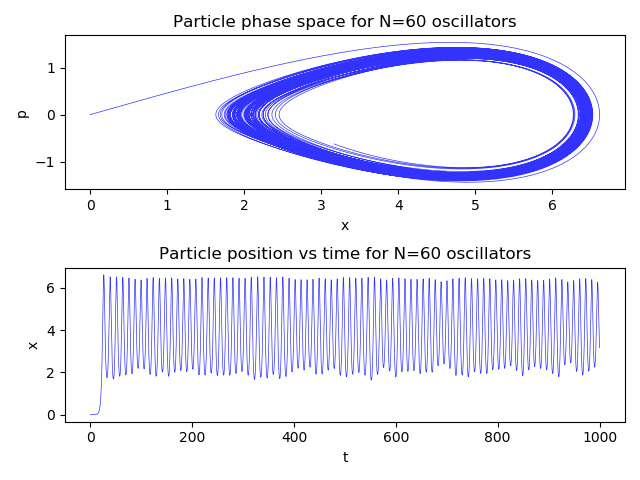 Particle phase space for N=60 oscillators
1
0
−1
p
0 1 2 3 4 5 6
x
Particle position vs time for N=60 oscillators
6
4
2
0
x
0 200 400 600 800 1000
t